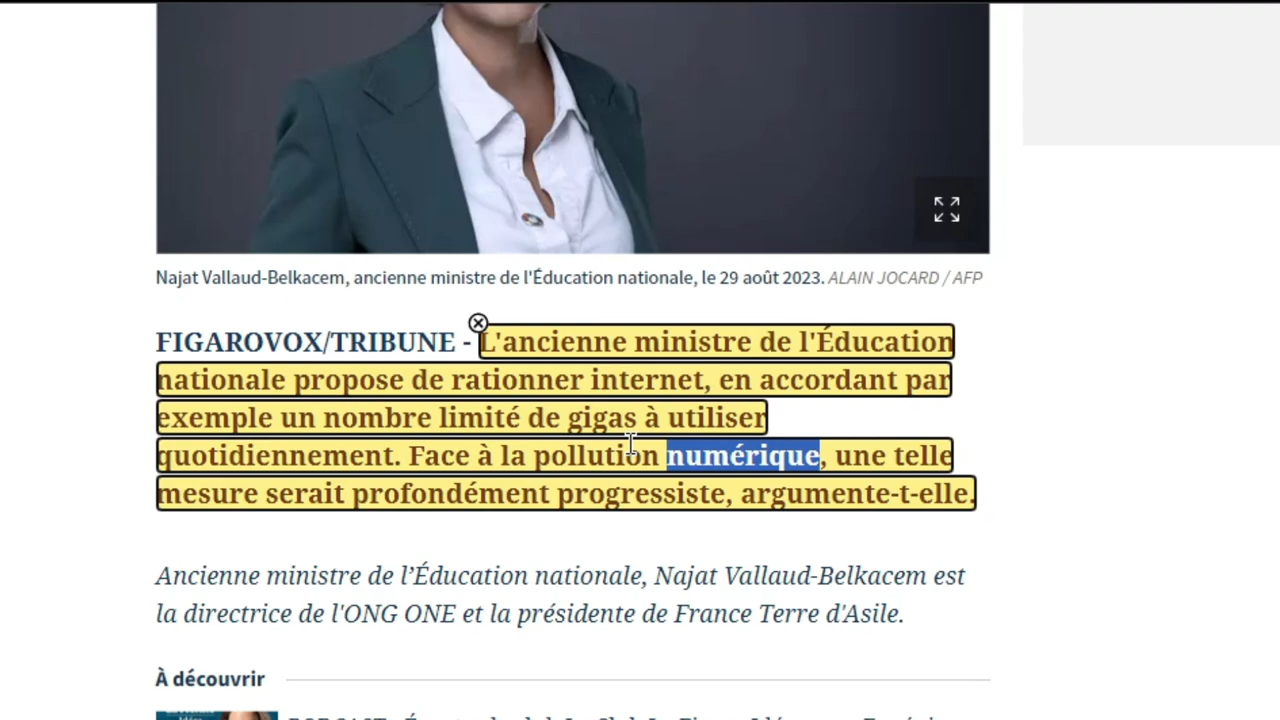 Najat Vallaud-Belkacem, ancienne ministre de l'Éducation nationale, le 29 août 2023. ALAIN JOCARD / AFP
FIGAROVOX/TRIBUNE - L'ancienne ministre de l'Éducation
nationale propose de rationner internet, en accordant par
exemple un nombre limité de gigas à utiliser
quotidiennement. Face à la pollution numérique, une telle
mesure serait profondément progressiste, argumente-t-elle.
Ancienne ministre de l’Éducation nationale, Najat Vallaud-Belkacem est
la directrice de l'ONG ONE et la présidente de France Terre d'Asile.
À découvrir